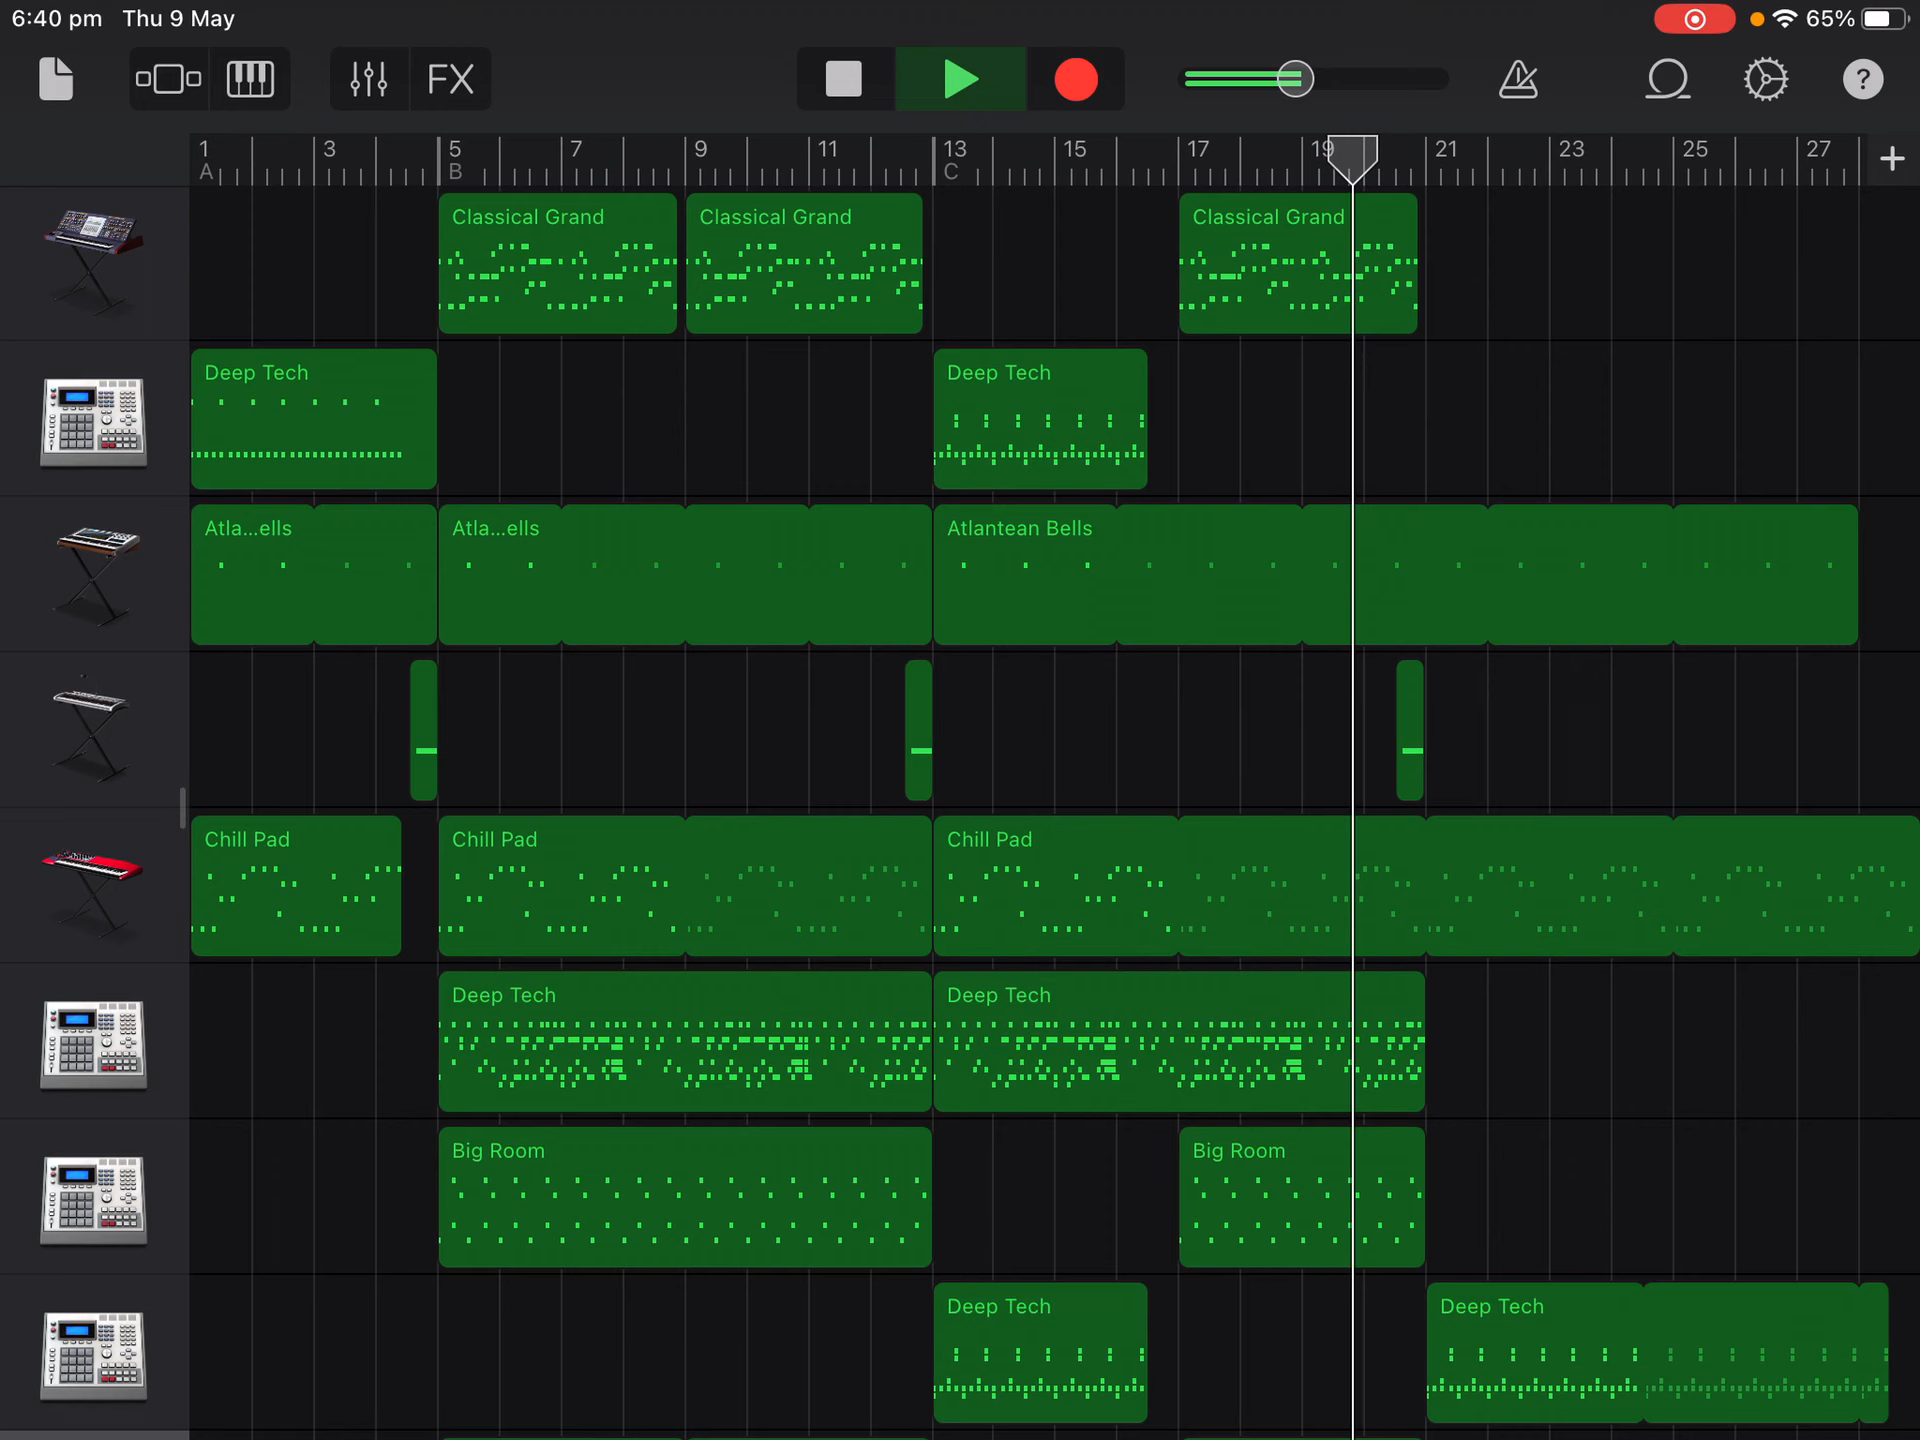 6:40 pm Thu 9 May
65%
FX
?
1 3 5 7 9 11 13 15 17 19 21 23 25 27 +
A B C
Classical Grand Classical Grand Classical Grand
Deep Tech Deep Tech
Atla...ells Atla...ells Atlantean Bells
Chill Pad Chill Pad Chill Pad
Deep Tech Deep Tech
Big Room Big Room
Deep Tech Deep Tech